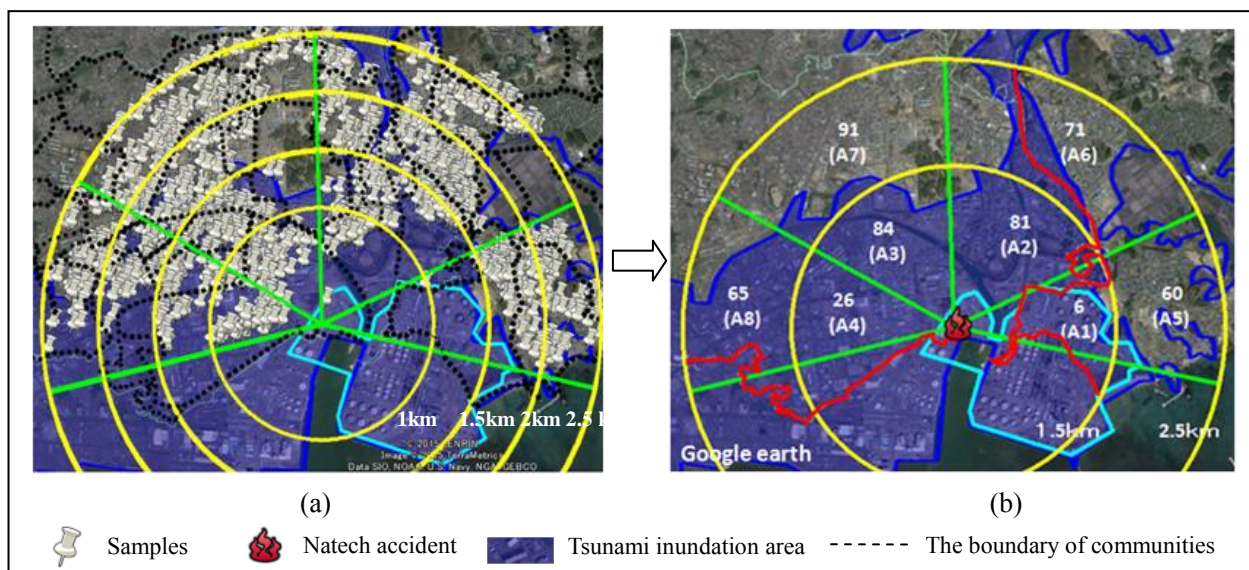 1km 1.5km 2km 2.5 k
Data SIO, NOAA, U.S. Navy, NGA, GEBCO
91
(A7)
71
(A6)
84
(A3)
81
(A2)
65
(A8)
26
(A4)
6
(A1)
60
(A5)
1.5km
2.5km
Google earth
(a)
(b)
Samples
Natech accident
Tsunami inundation area
The boundary of communities